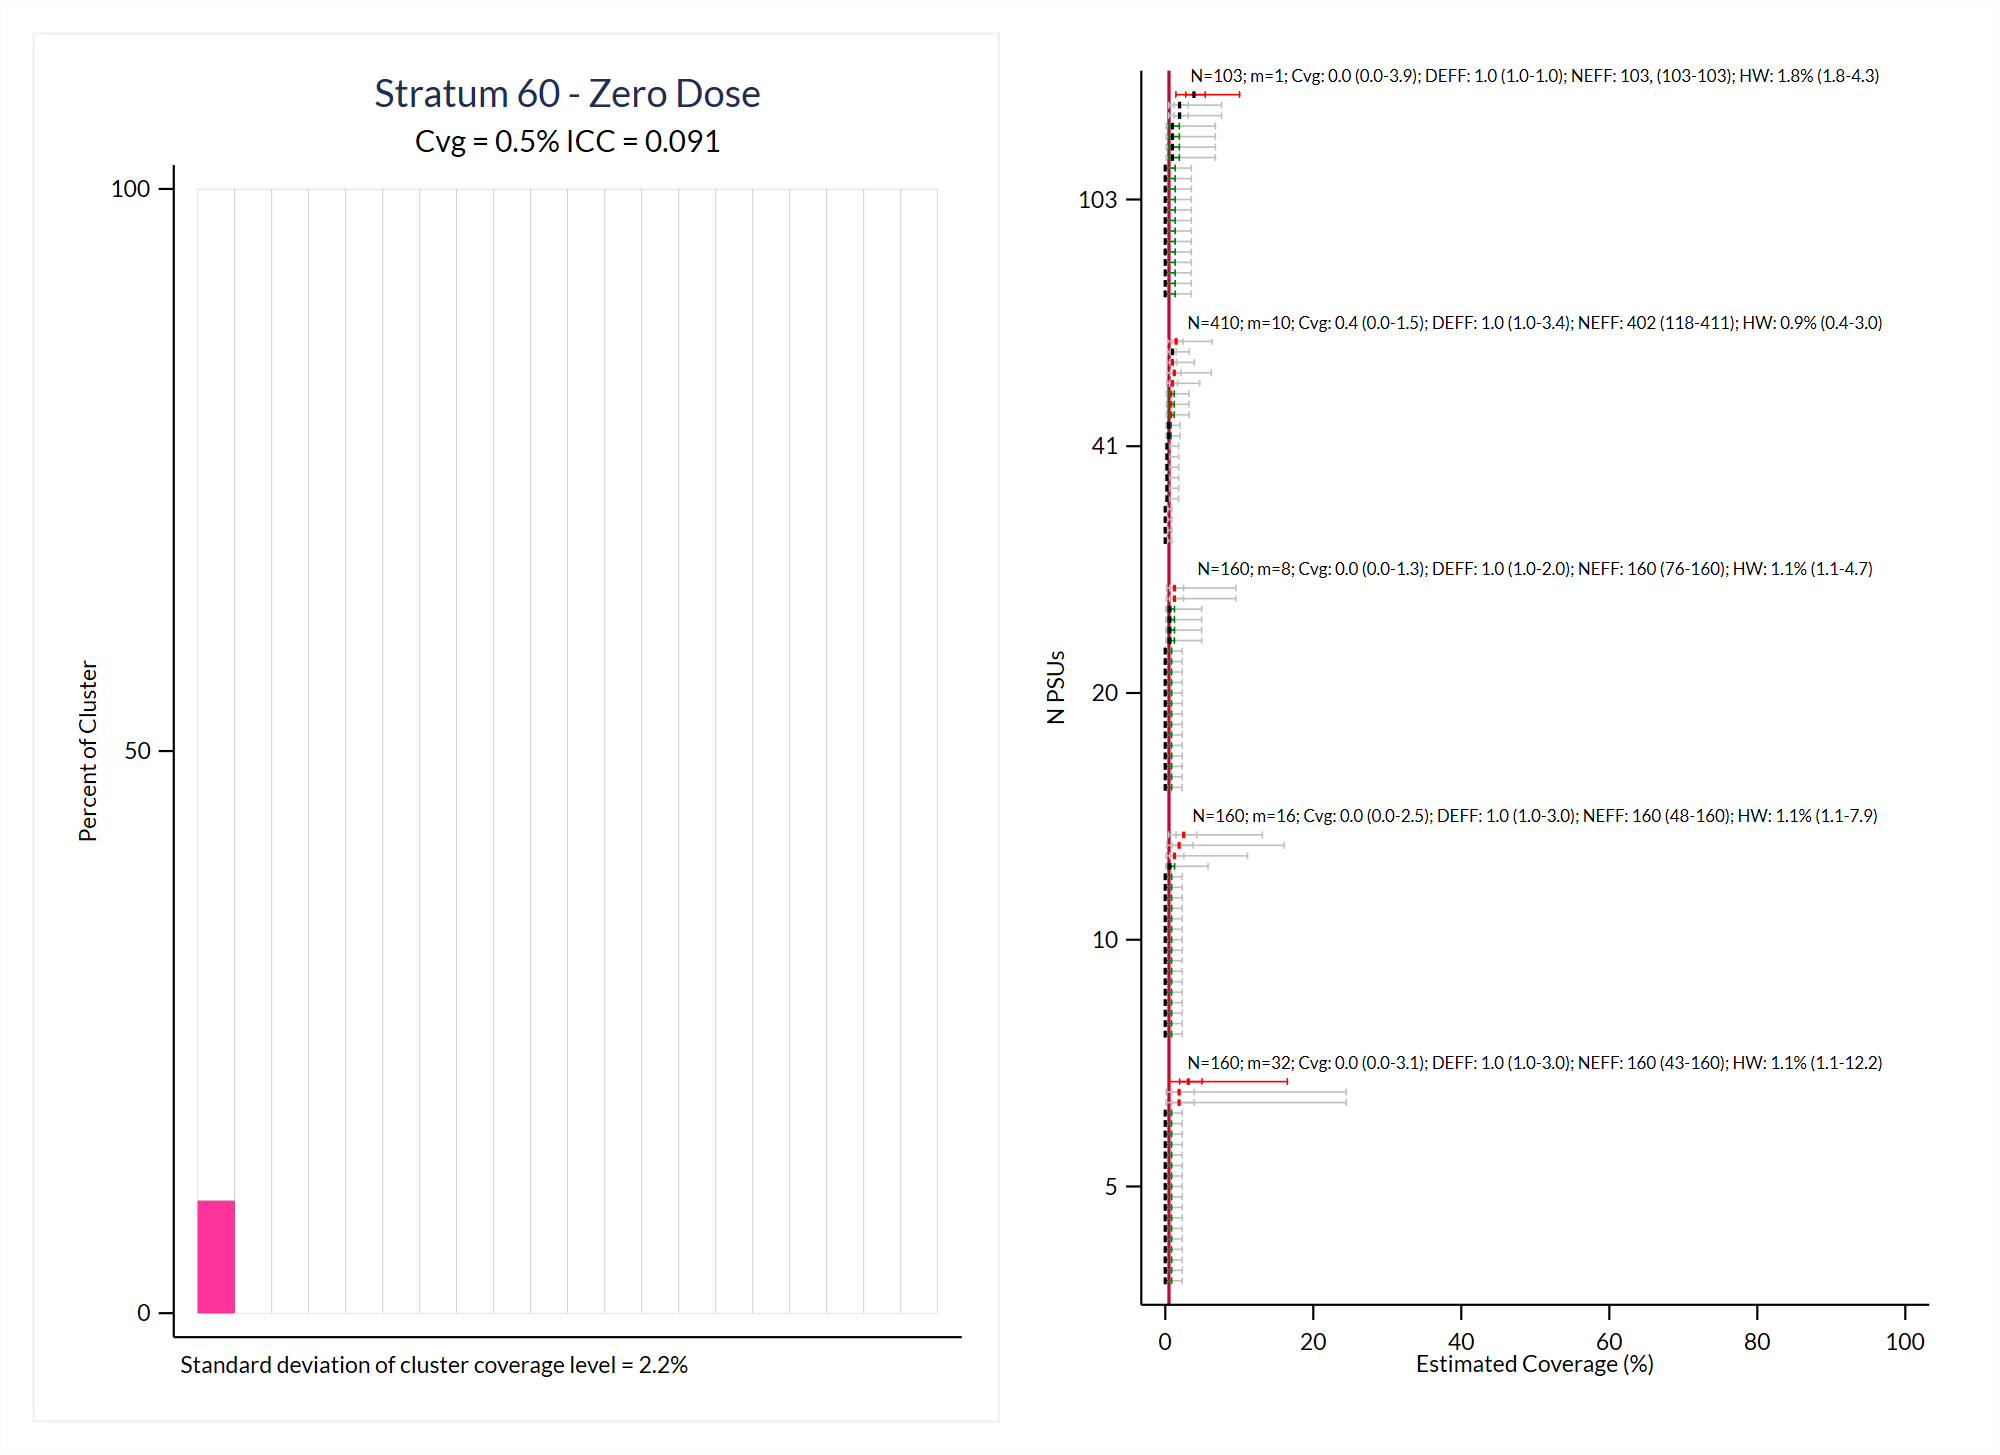 Stratum 60 - Zero Dose
Cvg = 0.5% ICC = 0.091
100
50
0
Percent of Cluster
Standard deviation of cluster coverage level = 2.2%
N=103; m=1; Cvg: 0.0 (0.0-3.9); DEFF: 1.0 (1.0-1.0); NEFF: 103, (103-103); HW: 1.8% (1.8-4.3)
103
N=410; m=10; Cvg: 0.4 (0.0-1.5); DEFF: 1.0 (1.0-3.4); NEFF: 402 (118-411); HW: 0.9% (0.4-3.0)
41
N=160; m=8; Cvg: 0.0 (0.0-1.3); DEFF: 1.0 (1.0-2.0); NEFF: 160 (76-160); HW: 1.1% (1.1-4.7)
N PSUs
20
N=160; m=16; Cvg: 0.0 (0.0-2.5); DEFF: 1.0 (1.0-3.0); NEFF: 160 (48-160); HW: 1.1% (1.1-7.9)
10
N=160; m=32; Cvg: 0.0 (0.0-3.1); DEFF: 1.0 (1.0-3.0); NEFF: 160 (43-160); HW: 1.1% (1.1-12.2)
5
0 20 40 60 80 100
Estimated Coverage (%)